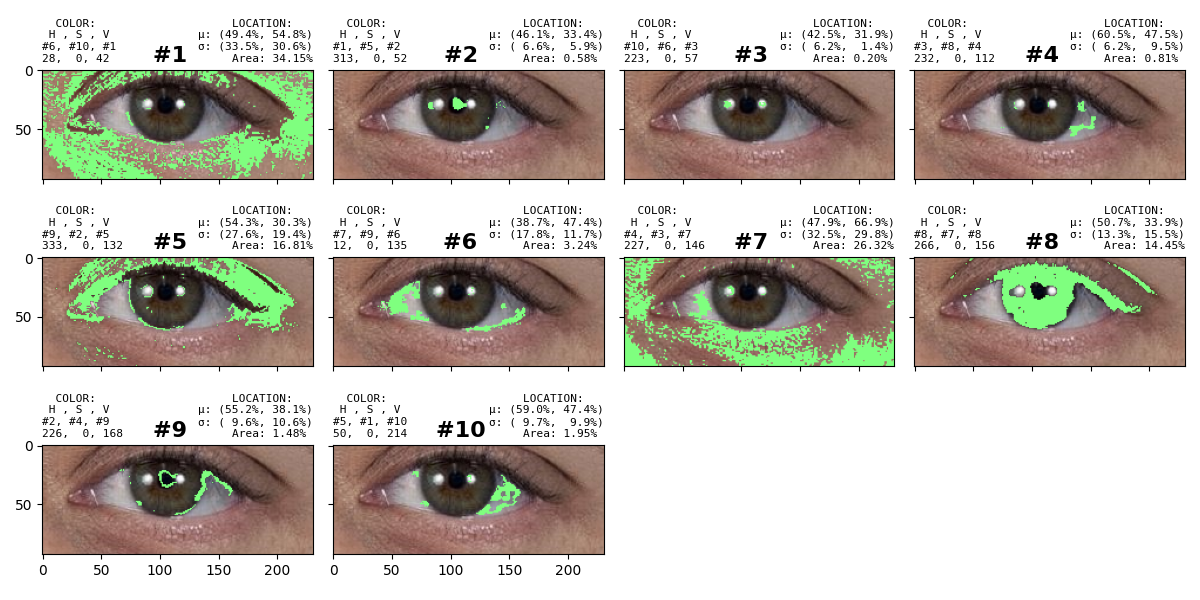 COLOR: LOCATION:
H , S , V μ: (49.4%, 54.8%)
#6, #10, #1 σ: (33.5%, 30.6%)
28, 0, 42 #1 Area: 34.15%
COLOR: LOCATION:
H , S , V μ: (46.1%, 33.4%)
#1, #5, #2 σ: ( 6.6%, 5.9%)
313, 0, 52 #2 Area: 0.58%
COLOR: LOCATION:
H , S , V μ: (42.5%, 31.9%)
#10, #6, #3 σ: ( 6.2%, 1.4%)
223, 0, 57 #3 Area: 0.20%
COLOR: LOCATION:
H , S , V μ: (60.5%, 47.5%)
#3, #8, #4 σ: ( 6.2%, 9.5%)
232, 0, 112 #4 Area: 0.81%
0
50
COLOR: LOCATION:
H , S , V μ: (54.3%, 30.3%)
#9, #2, #5 σ: (27.6%, 19.4%)
333, 0, 132 #5 Area: 16.81%
COLOR: LOCATION:
H , S , V μ: (38.7%, 47.4%)
#7, #9, #6 σ: (17.8%, 11.7%)
12, 0, 135 #6 Area: 3.24%
COLOR: LOCATION:
H , S , V μ: (47.9%, 66.9%)
#4, #3, #7 σ: (32.5%, 29.8%)
227, 0, 146 #7 Area: 26.32%
COLOR: LOCATION:
H , S , V μ: (50.7%, 33.9%)
#8, #7, #8 σ: (13.3%, 15.5%)
266, 0, 156 #8 Area: 14.45%
0
50
COLOR: LOCATION:
H , S , V μ: (55.2%, 38.1%)
#2, #4, #9 σ: ( 9.6%, 10.6%)
226, 0, 168 #9 Area: 1.48%
COLOR: LOCATION:
H , S , V μ: (59.0%, 47.4%)
#5, #1, #10 σ: ( 9.7%, 9.9%)
50, 0, 214 #10 Area: 1.95%
0
50
0 50 100 150 200
0 50 100 150 200